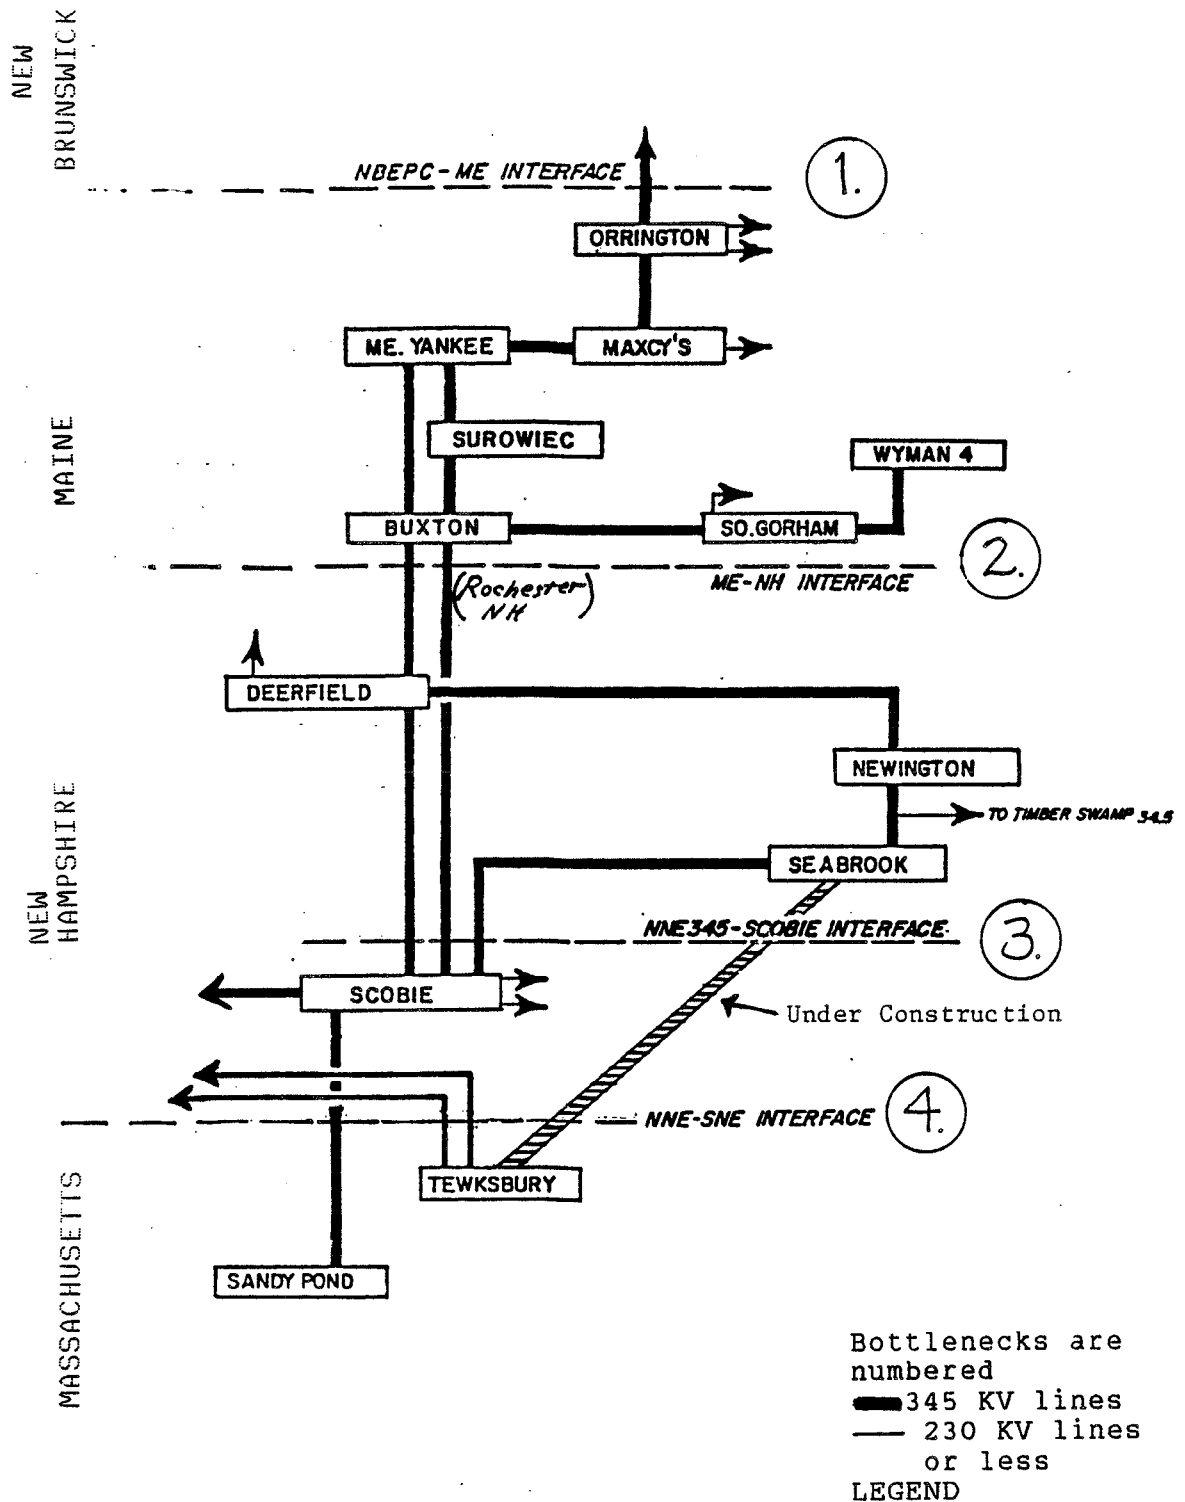 NEW
BRUNSWICK
NBEPC-ME INTERFACE
1.
ORRINGTON
ME. YANKEE
MAXCY'S
MAINE
SUROWIEC
WYMAN 4
BUXTON
SO.GORHAM
2.
ME-NH INTERFACE
(Rochester
NH)
DEERFIELD
NEWINGTON
TO TIMBER SWAMP 345
NEW
HAMPSHIRE
SEABROOK
NNE345-SCOBIE INTERFACE
3.
SCOBIE
Under Construction
NNE-SNE INTERFACE
4.
TEWKSBURY
MASSACHUSETTS
SANDY POND
Bottlenecks are
numbered
345 KV lines
230 KV lines
or less
LEGEND